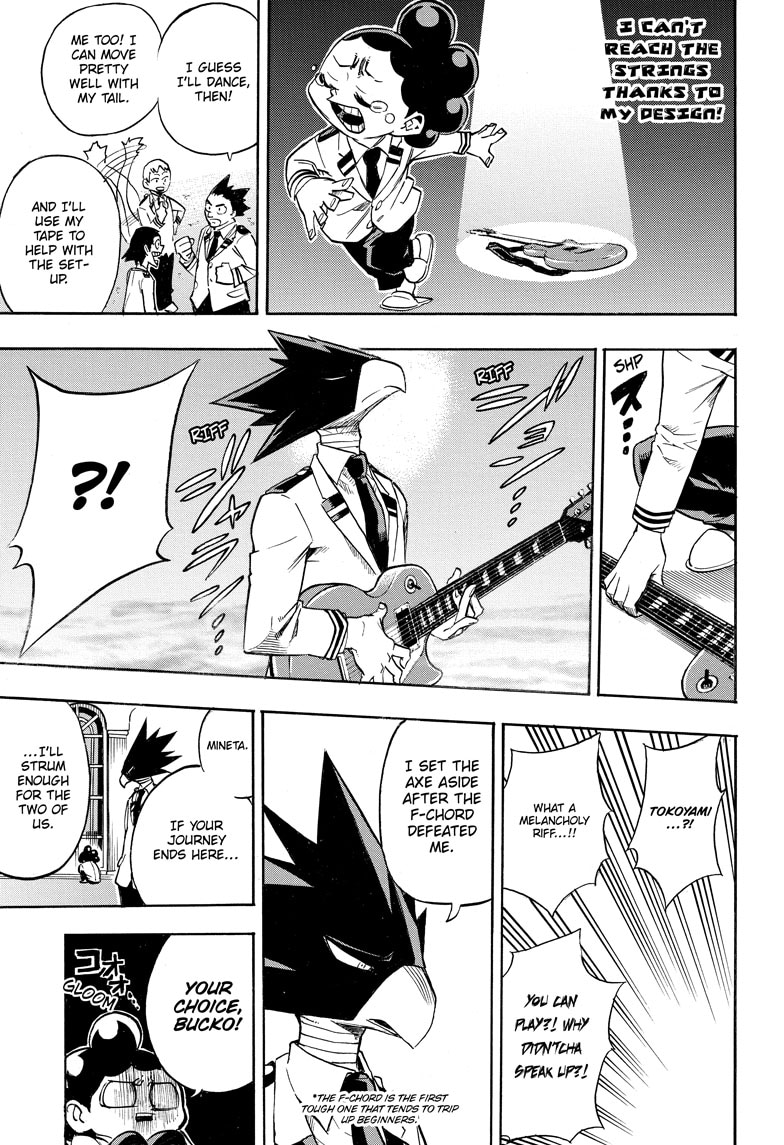 I CAN'T
REACH THE
STRINGS
THANKS TO
MY DESIGN!
I GUESS
I'LL DANCE,
THEN!
ME TOO! I
CAN MOVE
PRETTY
WELL WITH
MY TAIL.
AND I'LL
USE MY
TAPE TO
HELP WITH
THE SET-
UP.
SHP
ス...
RIFF
RIFF
?!
TOKOYAMI
...?!
WHAT A
MELANCHOLY
RIFF...!!
YOU CAN
PLAY?! WHY
DIDN'TCHA
SPEAK UP?!
I SET THE
AXE ASIDE
AFTER THE
F-CHORD
DEFEATED
ME.
*THE F-CHORD IS THE FIRST
TOUGH ONE THAT TENDS TO TRIP
UP BEGINNERS.
MINETA.
IF YOUR
JOURNEY
ENDS HERE...
...I'LL
STRUM
ENOUGH
FOR THE
TWO OF
US.
YOUR
CHOICE,
BUCKO!
コオォ...
GLOOM